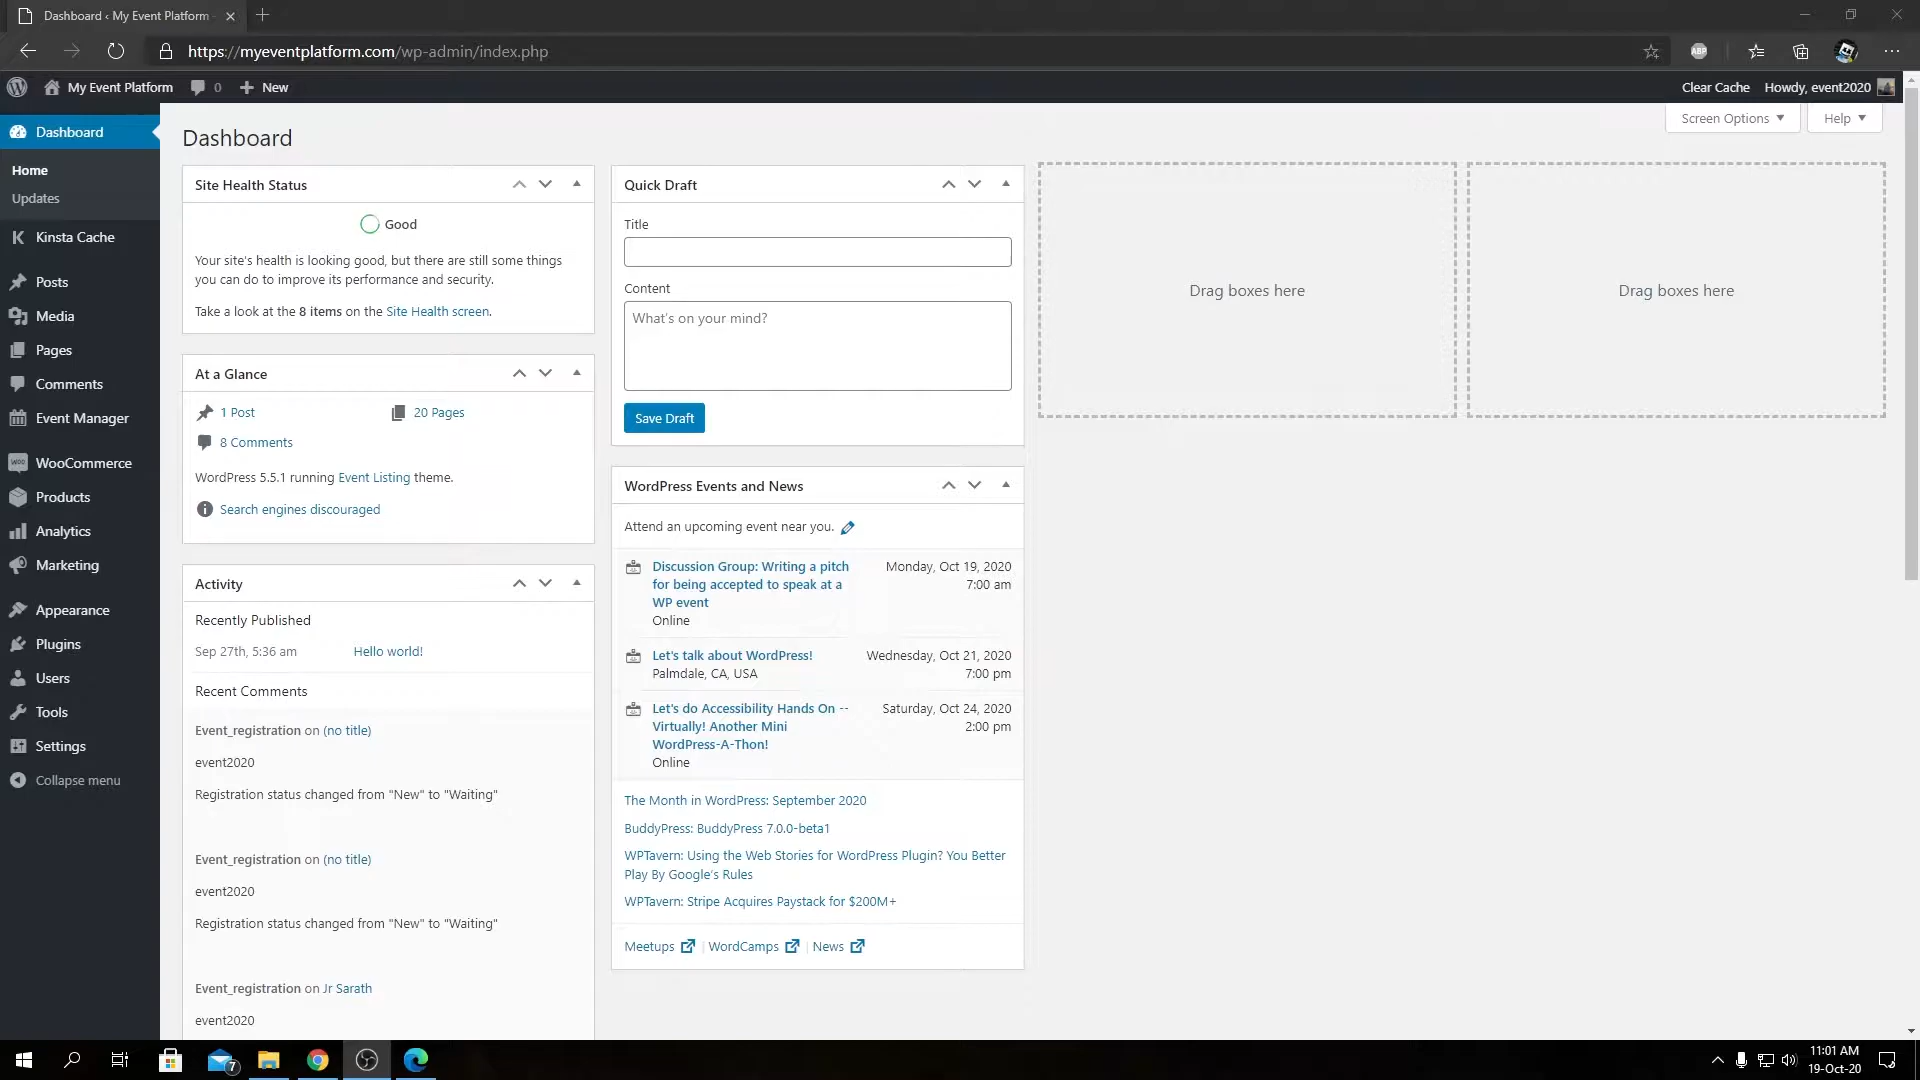 Dashboard ‹ My Event Platform
https://myeventplatform.com/wp-admin/index.php
ABP
My Event Platform
0
New
Clear Cache
Howdy, event2020
Dashboard
Home
Updates
Kinsta Cache
Posts
Media
Pages
Comments
Event Manager
WooCommerce
Products
Analytics
Marketing
Appearance
Plugins
Users
Tools
Settings
Collapse menu
Screen Options
Help
Dashboard
Site Health Status
Good
Your site's health is looking good, but there are still some things
you can do to improve its performance and security.
Take a look at the 8 items on the Site Health screen.
At a Glance
1 Post
20 Pages
8 Comments
WordPress 5.5.1 running Event Listing theme.
Search engines discouraged
Activity
Recently Published
Sep 27th, 5:36 am
Hello world!
Recent Comments
Event_registration on (no title)
event2020
Registration status changed from "New" to "Waiting"
Event_registration on (no title)
event2020
Registration status changed from "New" to "Waiting"
Event_registration on Jr Sarath
event2020
Quick Draft
Title
Content
What's on your mind?
Save Draft
WordPress Events and News
Attend an upcoming event near you.
Discussion Group: Writing a pitch
for being accepted to speak at a
WP event
Online
Monday, Oct 19, 2020
7:00 am
Let's talk about WordPress!
Palmdale, CA, USA
Wednesday, Oct 21, 2020
7:00 pm
Let's do Accessibility Hands On --
Virtually! Another Mini
WordPress-A-Thon!
Online
Saturday, Oct 24, 2020
2:00 pm
The Month in WordPress: September 2020
BuddyPress: BuddyPress 7.0.0-beta1
WPTavern: Using the Web Stories for WordPress Plugin? You Better
Play By Google's Rules
WPTavern: Stripe Acquires Paystack for $200M+
Meetups
WordCamps
News
Drag boxes here
Drag boxes here
7
11:01 AM
19-Oct-20